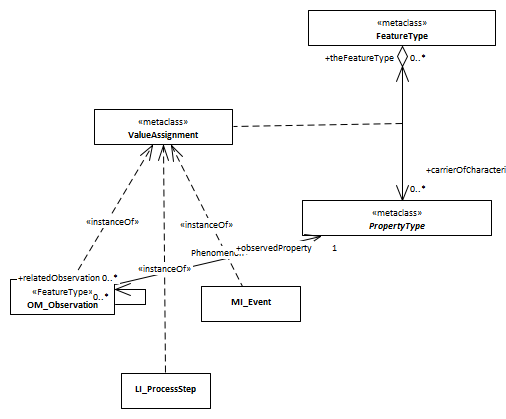 «metaclass»
FeatureType
+theFeatureType 0..*
«metaclass»
ValueAssignment
+carrierOfCharacteri
0..*
«metaclass»
PropertyType
«instanceOf»
«instanceOf»
+observedProperty 1
«instanceOf»
+relatedObservation 0..*
«FeatureType»
0..*
OM_Observation
MI_Event
LI_ProcessStep